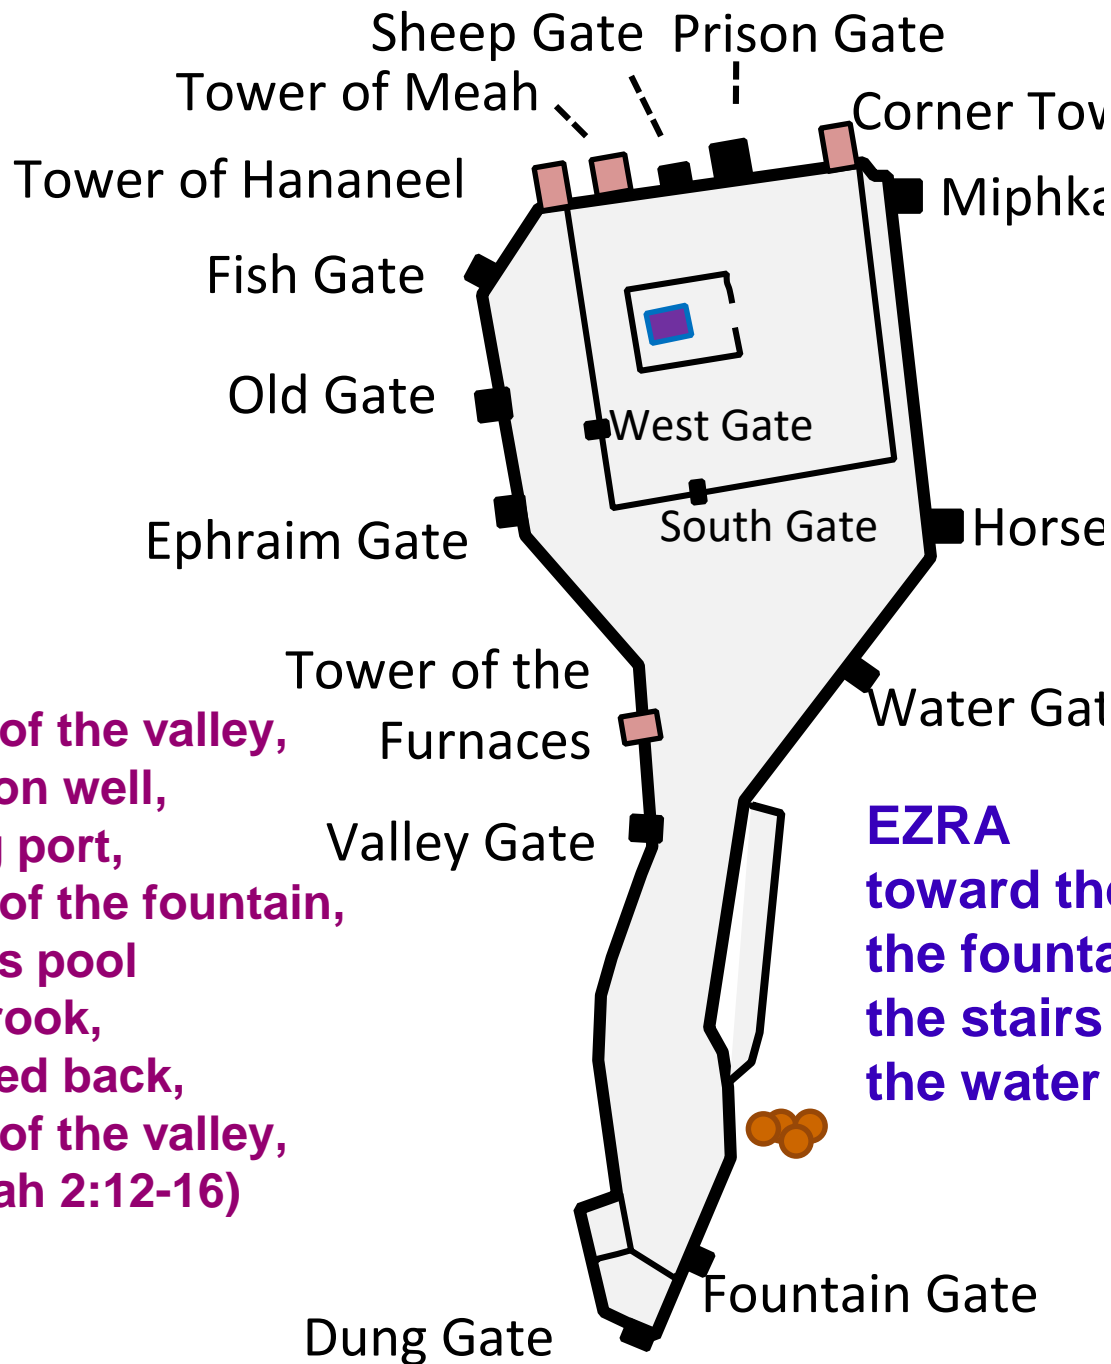 Sheep Gate
Prison Gate
Tower of Meah
Corner Tow
Tower of Hananeel
Miphka
Fish Gate
Old Gate
West Gate
Ephraim Gate
South Gate
Horse
Tower of the
Furnaces
Water Gat
Valley Gate
of the valley,
on well,
g port,
of the fountain,
s pool
rook,
ed back,
of the valley,
ah 2:12-16)
EZRA
toward the
the founta
the stairs
the water
Fountain Gate
Dung Gate